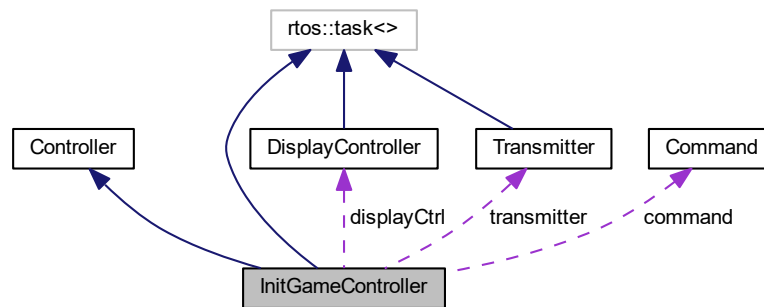 rtos::task<>
Controller
DisplayController
Transmitter
Command
displayCtrl
transmitter
command
InitGameController